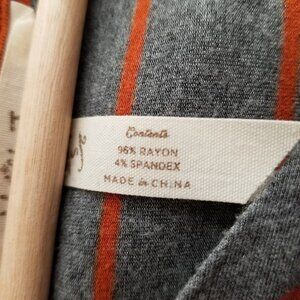 Contents
96% RAYON
4% SPANDEX
MADE in CHINA